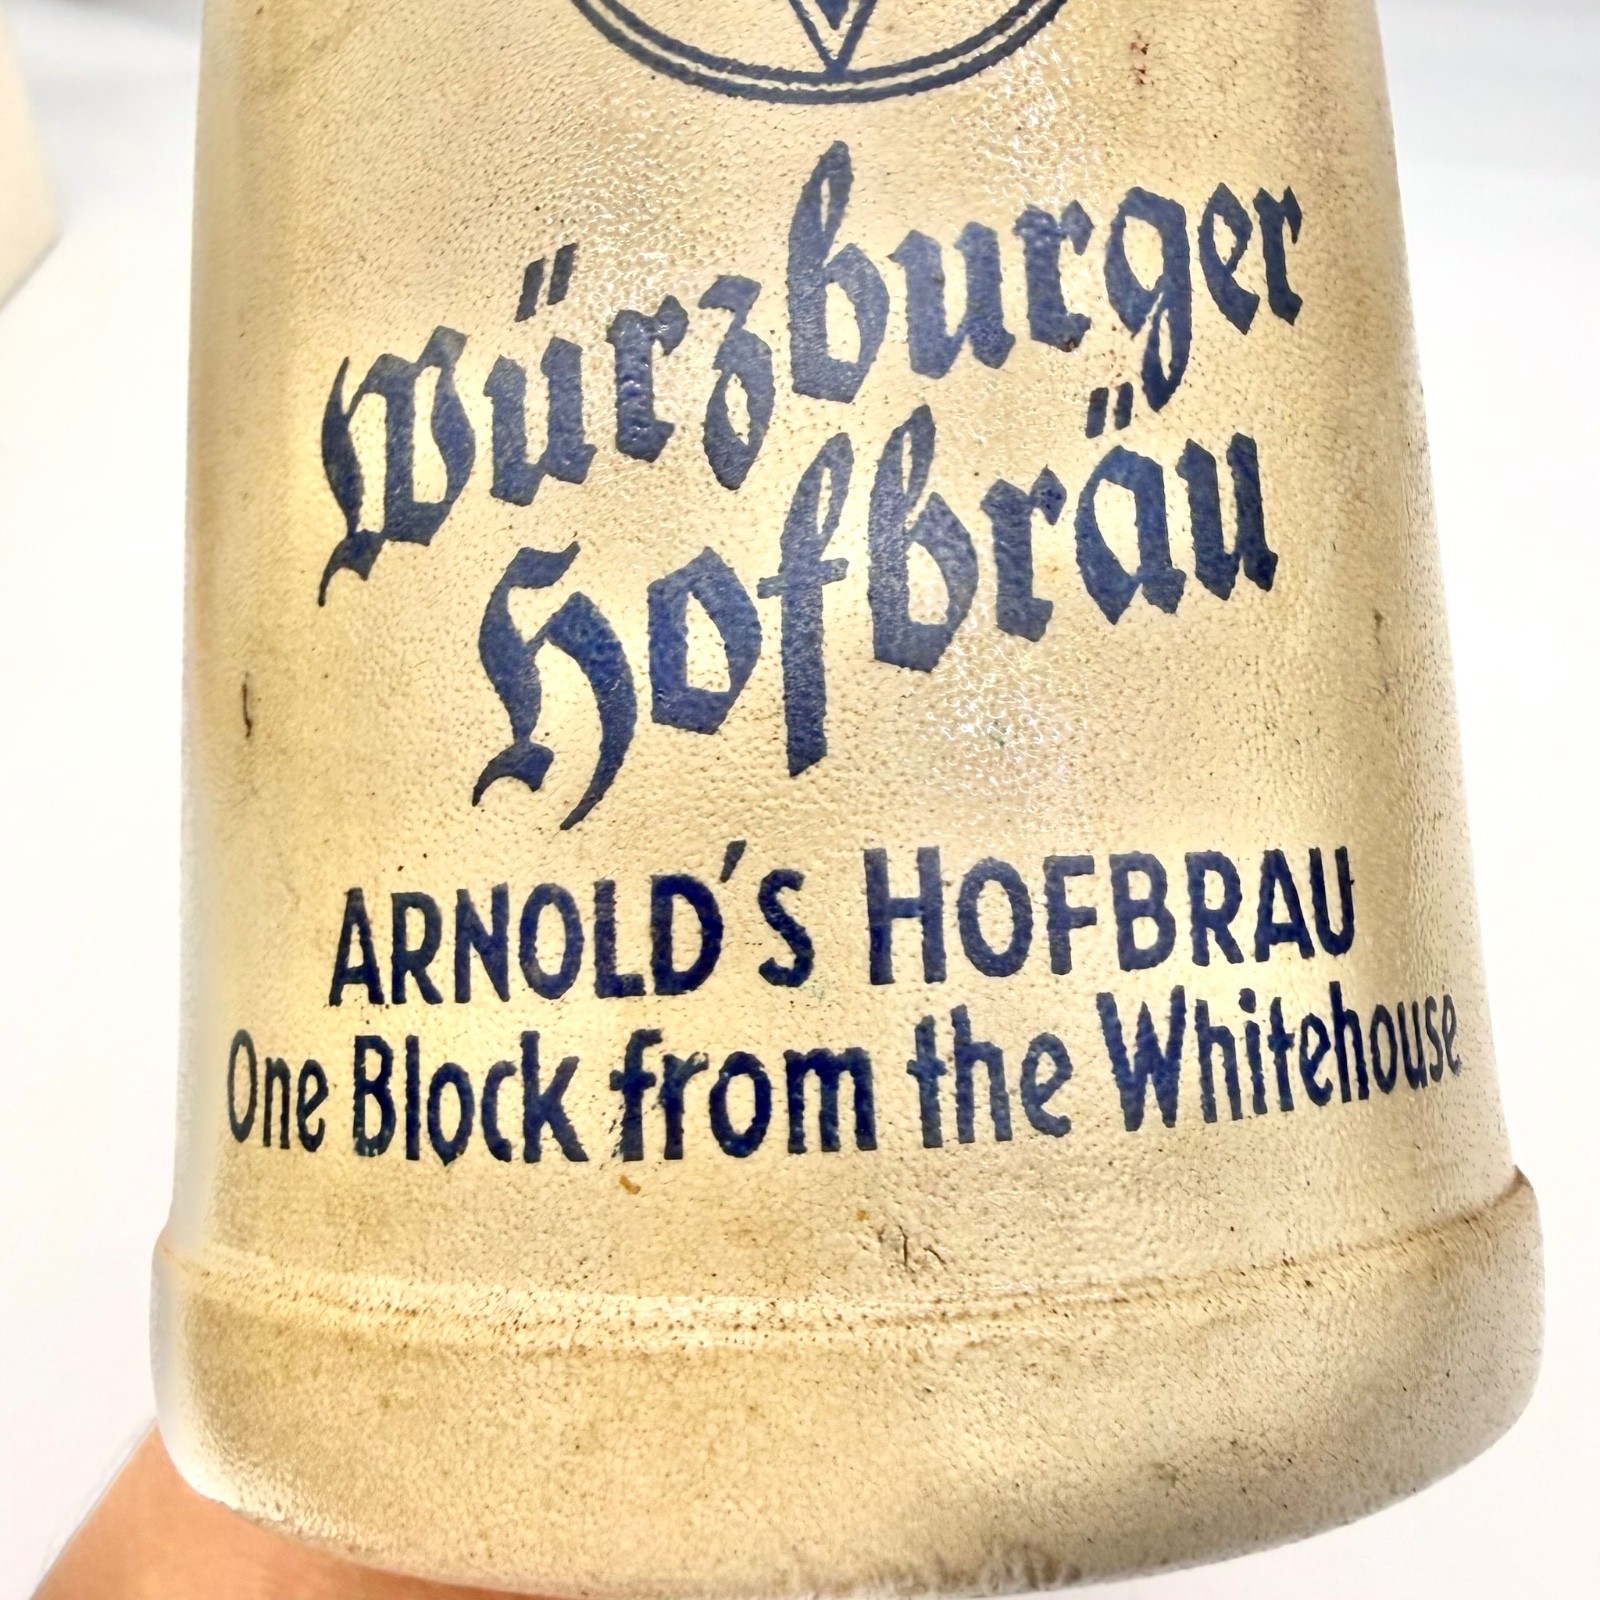 Würzburger
Hofbräu
ARNOLD'S HOFBRAU
One Block from the Whitehouse